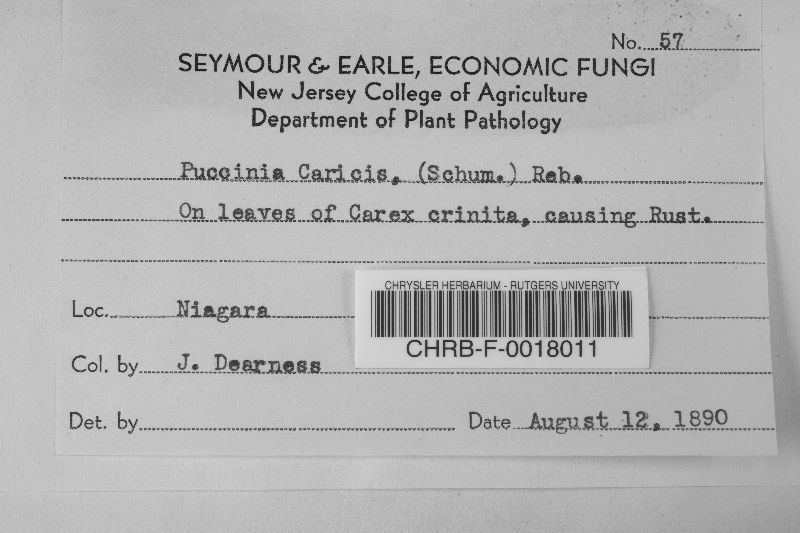 No. 57
SEYMOUR & EARLE, ECONOMIC FUNGI
New Jersey College of Agriculture
Department of Plant Pathology
Puccinia Caricis, (Schum.) Reb.
On leaves of Carex crinita, causing Rust.
Loc. Niagara
CHRYSLER HERBARIUM - RUTGERS UNIVERSITY
CHRB-F-0018011
Col. by J. Dearness
Det. by
Date August 12, 1890